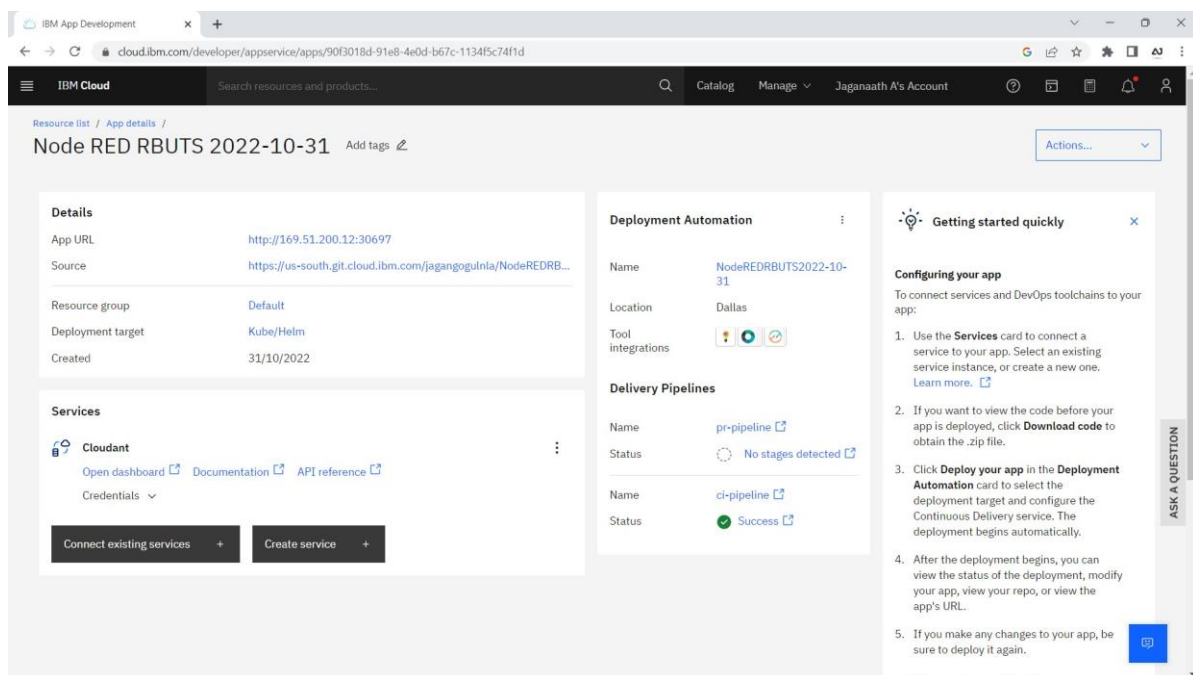 IBM App Development
cloud.ibm.com/developer/appservice/apps/90f3018d-91e8-4e0d-b67c-1134f5c74f1d
IBM Cloud
Search resources and products...
Catalog
Manage
Jaganaath A's Account
Resource list / App details /
Node RED RBUTS 2022-10-31
Add tags
Actions...
Details
App URL
http://169.51.200.12:30697
Source
https://us-south.git.cloud.ibm.com/jagangogulnla/NodeREDRB...
Resource group
Default
Deployment target
Kube/Helm
Created
31/10/2022
Services
Cloudant
Open dashboard
Documentation
API reference
Credentials
Connect existing services +
Create service +
Deployment Automation
Name
NodeREDRBUTS2022-10-
31
Location
Dallas
Tool
integrations
Delivery Pipelines
Name
pr-pipeline
Status
No stages detected
Name
ci-pipeline
Status
Success
Getting started quickly
Configuring your app
To connect services and DevOps toolchains to your
app:
1. Use the Services card to connect a
service to your app. Select an existing
service instance, or create a new one.
Learn more.
2. If you want to view the code before your
app is deployed, click Download code to
obtain the .zip file.
3. Click Deploy your app in the Deployment
Automation card to select the
deployment target and configure the
Continuous Delivery service. The
deployment begins automatically.
4. After the deployment begins, you can
view the status of the deployment, modify
your app, view your repo, or view the
app's URL.
5. If you make any changes to your app, be
sure to deploy it again.
ASK A QUESTION